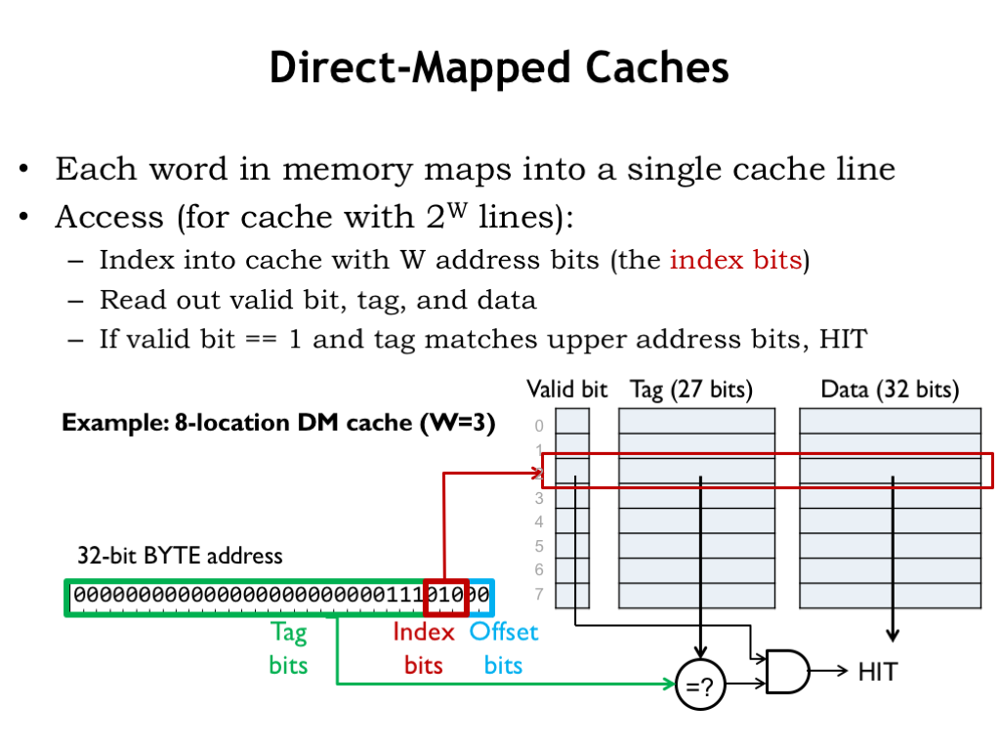 Direct-Mapped Caches
• Each word in memory maps into a single cache line
• Access (for cache with 2^W lines):
– Index into cache with W address bits (the index bits)
– Read out valid bit, tag, and data
– If valid bit == 1 and tag matches upper address bits, HIT
Valid bit Tag (27 bits) Data (32 bits)
Example: 8-location DM cache (W=3)
0
1
2
3
4
5
6
7
32-bit BYTE address
00000000000000000000000011101000
Tag bits
Index bits
Offset bits
=?
HIT